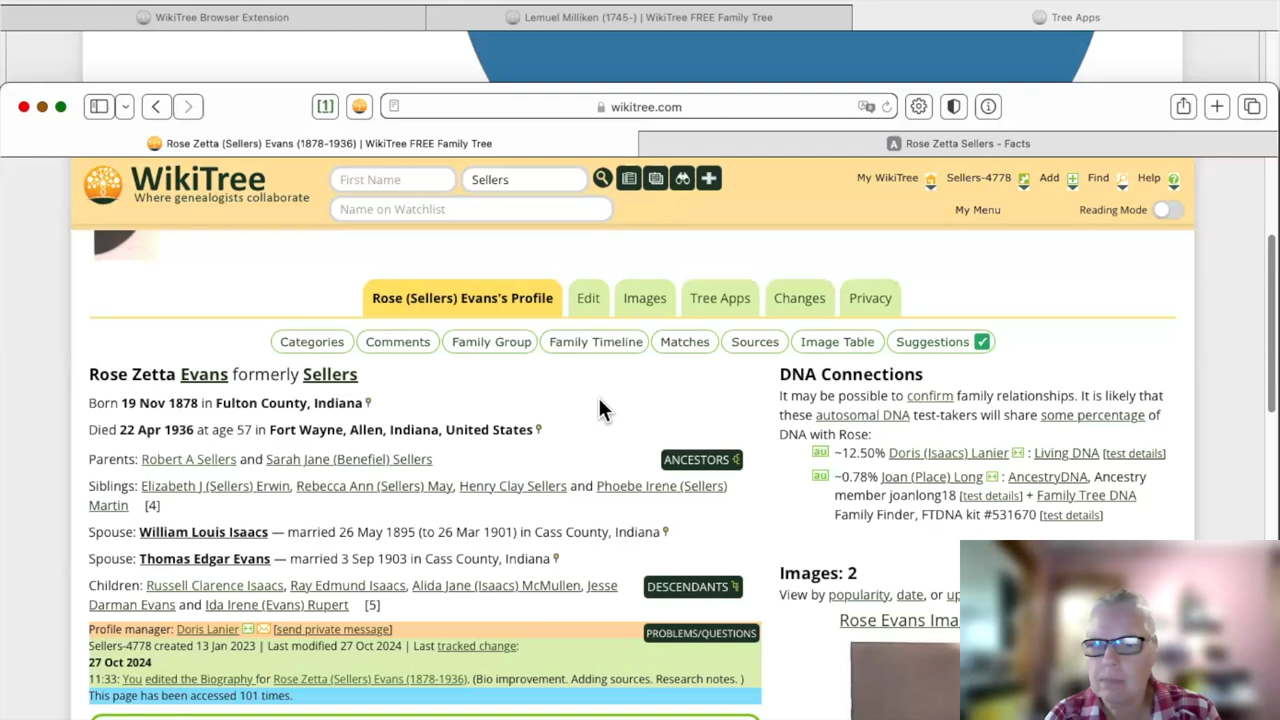 WikiTree Browser Extension
Lemuel Milliken (1745-) | WikiTree FREE Family Tree
Tree Apps
[1]
wikitree.com
Rose Zetta (Sellers) Evans (1878-1936) | WikiTree FREE Family Tree
A Rose Zetta Sellers - Facts
WikiTree
Where genealogists collaborate
First Name
Sellers
Name on Watchlist
My WikiTree
Sellers-4778
Add
Find
Help
My Menu
Reading Mode
Rose (Sellers) Evans's Profile
Edit
Images
Tree Apps
Changes
Privacy
Categories
Comments
Family Group
Family Timeline
Matches
Sources
Image Table
Suggestions
Rose Zetta Evans formerly Sellers
Born 19 Nov 1878 in Fulton County, Indiana
Died 22 Apr 1936 at age 57 in Fort Wayne, Allen, Indiana, United States
Parents: Robert A Sellers and Sarah Jane (Benefiel) Sellers
ANCESTORS
Siblings: Elizabeth J (Sellers) Erwin, Rebecca Ann (Sellers) May, Henry Clay Sellers and Phoebe Irene (Sellers)
Martin [4]
Spouse: William Louis Isaacs — married 26 May 1895 (to 26 Mar 1901) in Cass County, Indiana
Spouse: Thomas Edgar Evans — married 3 Sep 1903 in Cass County, Indiana
Children: Russell Clarence Isaacs, Ray Edmund Isaacs, Alida Jane (Isaacs) McMullen, Jesse
Darman Evans and Ida Irene (Evans) Rupert [5]
DESCENDANTS
Profile manager: Doris Lanier [send private message]
PROBLEMS/QUESTIONS
Sellers-4778 created 13 Jan 2023 | Last modified 27 Oct 2024 | Last tracked change:
27 Oct 2024
11:33: You edited the Biography for Rose Zetta (Sellers) Evans (1878-1936). (Bio improvement. Adding sources. Research notes. )
This page has been accessed 101 times.
DNA Connections
It may be possible to confirm family relationships. It is likely that
these autosomal DNA test-takers will share some percentage of
DNA with Rose:
au ~12.50% Doris (Isaacs) Lanier : Living DNA [test details]
au ~0.78% Joan (Place) Long : AncestryDNA, Ancestry
member joanlong18 [test details] + Family Tree DNA
Family Finder, FTDNA kit #531670 [test details]
Images: 2
View by popularity, date, or up
Rose Evans Ima